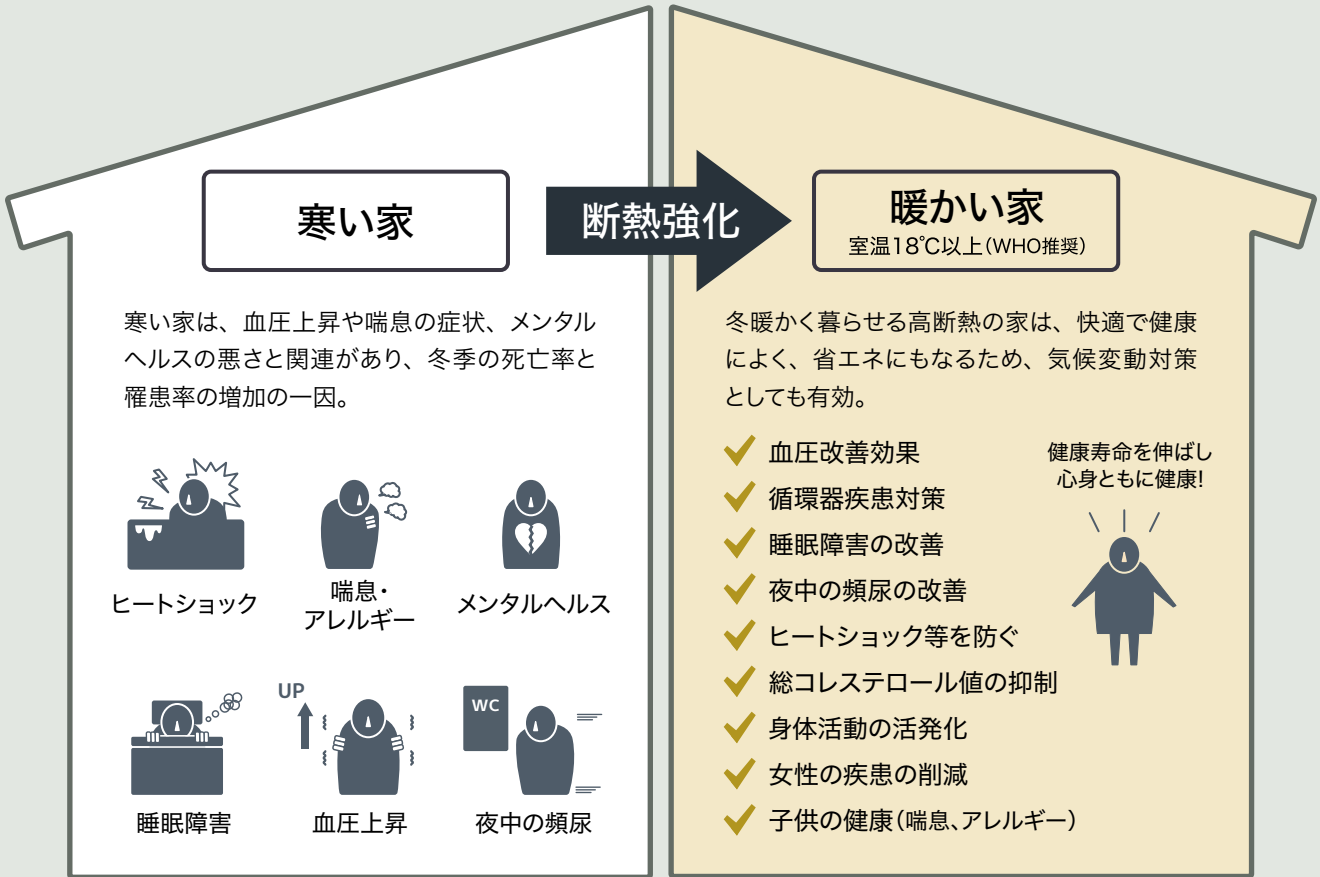 寒い家
断熱強化
暖かい家
室温18℃以上(WHO推奨)
寒い家は、血圧上昇や喘息の症状、メンタル
ヘルスの悪さと関連があり、冬季の死亡率と
罹患率の増加の一因。
ヒートショック
喘息・
アレルギー
メンタルヘルス
UP
WC
睡眠障害
血圧上昇
夜中の頻尿
冬暖かく暮らせる高断熱の家は、快適で健康
によく、省エネにもなるため、気候変動対策
としても有効。
血圧改善効果
循環器疾患対策
睡眠障害の改善
夜中の頻尿の改善
ヒートショック等を防ぐ
総コレステロール値の抑制
身体活動の活発化
女性の疾患の削減
子供の健康(喘息、アレルギー)
健康寿命を伸ばし
心身ともに健康!